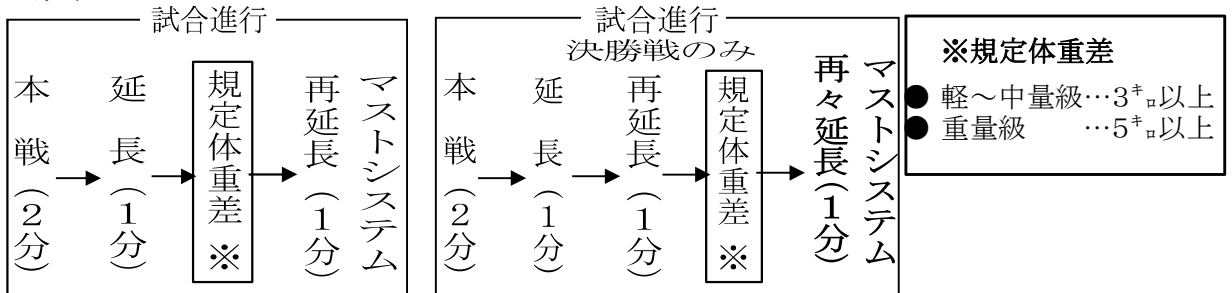 試合進行
本戦(2分)
延長(1分)
規定体重差※
再延長(1分)
マストシステム
試合進行
決勝戦のみ
本戦(2分)
延長(1分)
再延長(1分)
規定体重差※
再々延長(1分)
マストシステム
※規定体重差
● 軽~中量級…3㌔以上
● 重量級 …5㌔以上